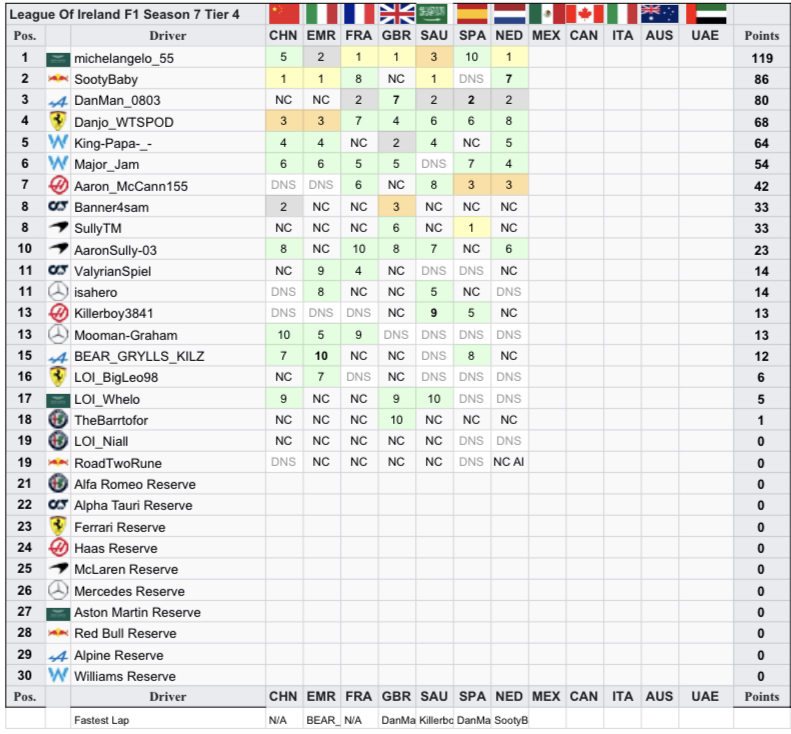 League Of Ireland F1 Season 7 Tier 4
Pos. Driver CHN EMR FRA GBR SAU SPA NED MEX CAN ITA AUS UAE Points
1 michelangelo_55 5 2 1 1 3 10 1 119
2 SootyBaby 1 1 8 NC 1 DNS 7 86
3 DanMan_0803 NC NC 2 7 2 2 2 80
4 Danjo_WTSPOD 3 3 7 4 6 6 8 68
5 King-Papa-_- 4 4 NC 2 4 NC 5 64
6 Major_Jam 6 6 5 5 DNS 7 4 54
7 Aaron_McCann155 DNS DNS 6 NC 8 3 3 42
8 Banner4sam 2 NC NC 3 NC NC NC 33
8 SullyTM NC NC NC 6 NC 1 NC 33
10 AaronSully-03 8 NC 10 8 7 NC 6 23
11 ValyrianSpiel NC 9 4 NC DNS DNS NC 14
11 isahero DNS 8 NC NC 5 NC DNS 14
13 Killerboy3841 DNS DNS DNS NC 9 5 NC 13
13 Mooman-Graham 10 5 9 DNS DNS DNS DNS 13
15 BEAR_GRYLLS_KILZ 7 10 NC NC DNS 8 NC 12
16 LOI_BigLeo98 NC 7 DNS NC DNS DNS DNS 6
17 LOI_Whelo 9 NC NC 9 10 DNS DNS 5
18 TheBarrtofor NC NC NC 10 NC NC NC 1
19 LOI_Niall NC NC NC NC NC DNS DNS 0
19 RoadTwoRune DNS NC NC NC NC DNS NC AI 0
21 Alfa Romeo Reserve 0
22 Alpha Tauri Reserve 0
23 Ferrari Reserve 0
24 Haas Reserve 0
25 McLaren Reserve 0
26 Mercedes Reserve 0
27 Aston Martin Reserve 0
28 Red Bull Reserve 0
29 Alpine Reserve 0
30 Williams Reserve 0
Pos. Driver CHN EMR FRA GBR SAU SPA NED MEX CAN ITA AUS UAE Points
Fastest Lap N/A BEAR_ N/A DanMa Killerbo DanMa SootyB